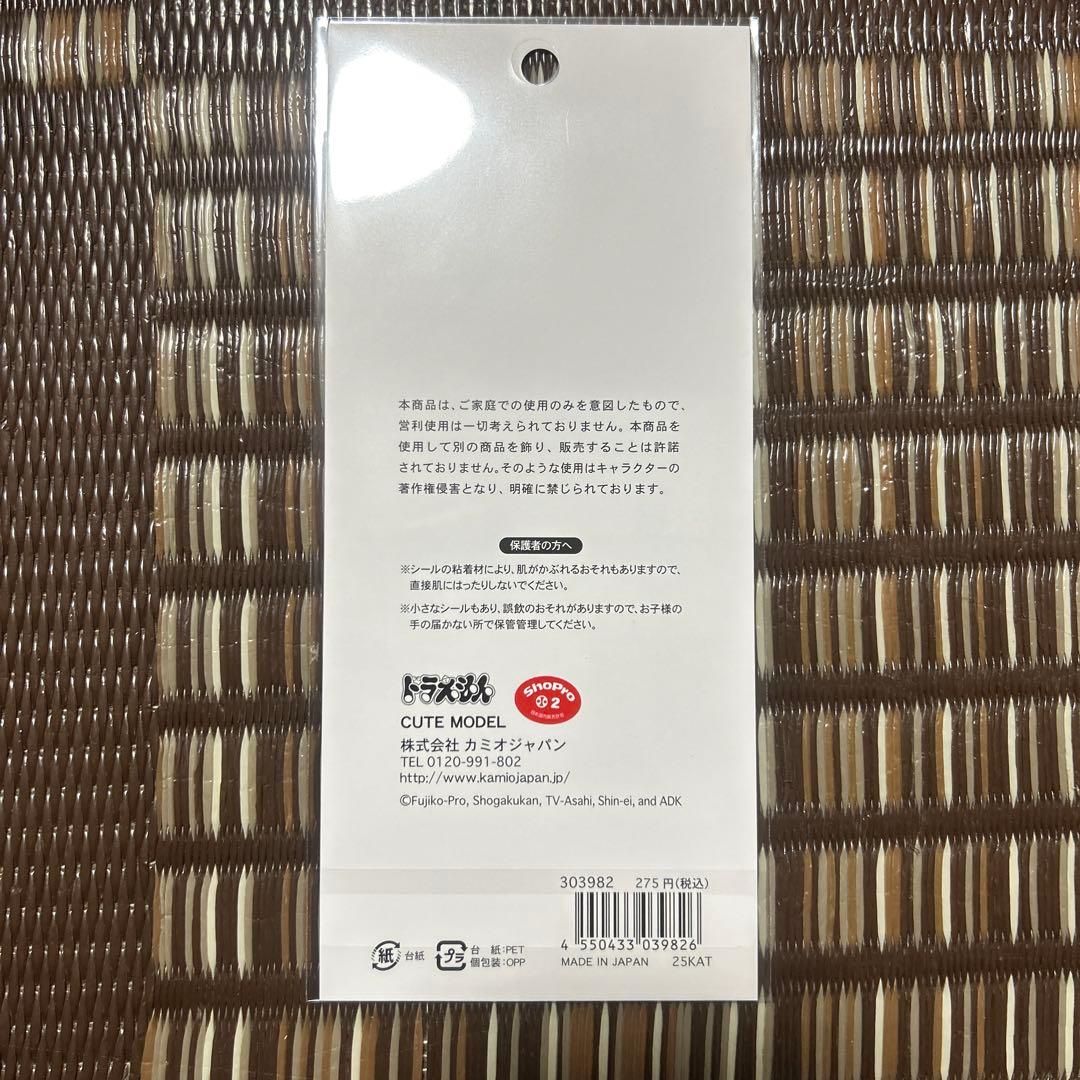 本商品は、ご家庭での使用のみを意図したもので、
営利使用は一切考えられておりません。本商品を
使用して別の商品を飾り、販売することは許諾
されておりません。そのような使用はキャラクターの
著作権侵害となり、明確に禁じられております。
保護者の方へ
※シールの粘着材により、肌がかぶれるおそれもありますので、
直接肌にはったりしないでください。
※小さなシールもあり、誤飲のおそれがありますので、お子様の
手の届かない所で保管管理してください。
ドラえもん
ShoPro
小2
CUTE MODEL
株式会社 カミオジャパン
TEL 0120-991-802
http://www.kamiojapan.jp/
©Fujiko-Pro, Shogakukan, TV-Asahi, Shin-ei, and ADK
303982 275円(税込)
4 550433 039826
紙 台紙 プラ 台紙:PET
個包装:OPP
MADE IN JAPAN 25KAT